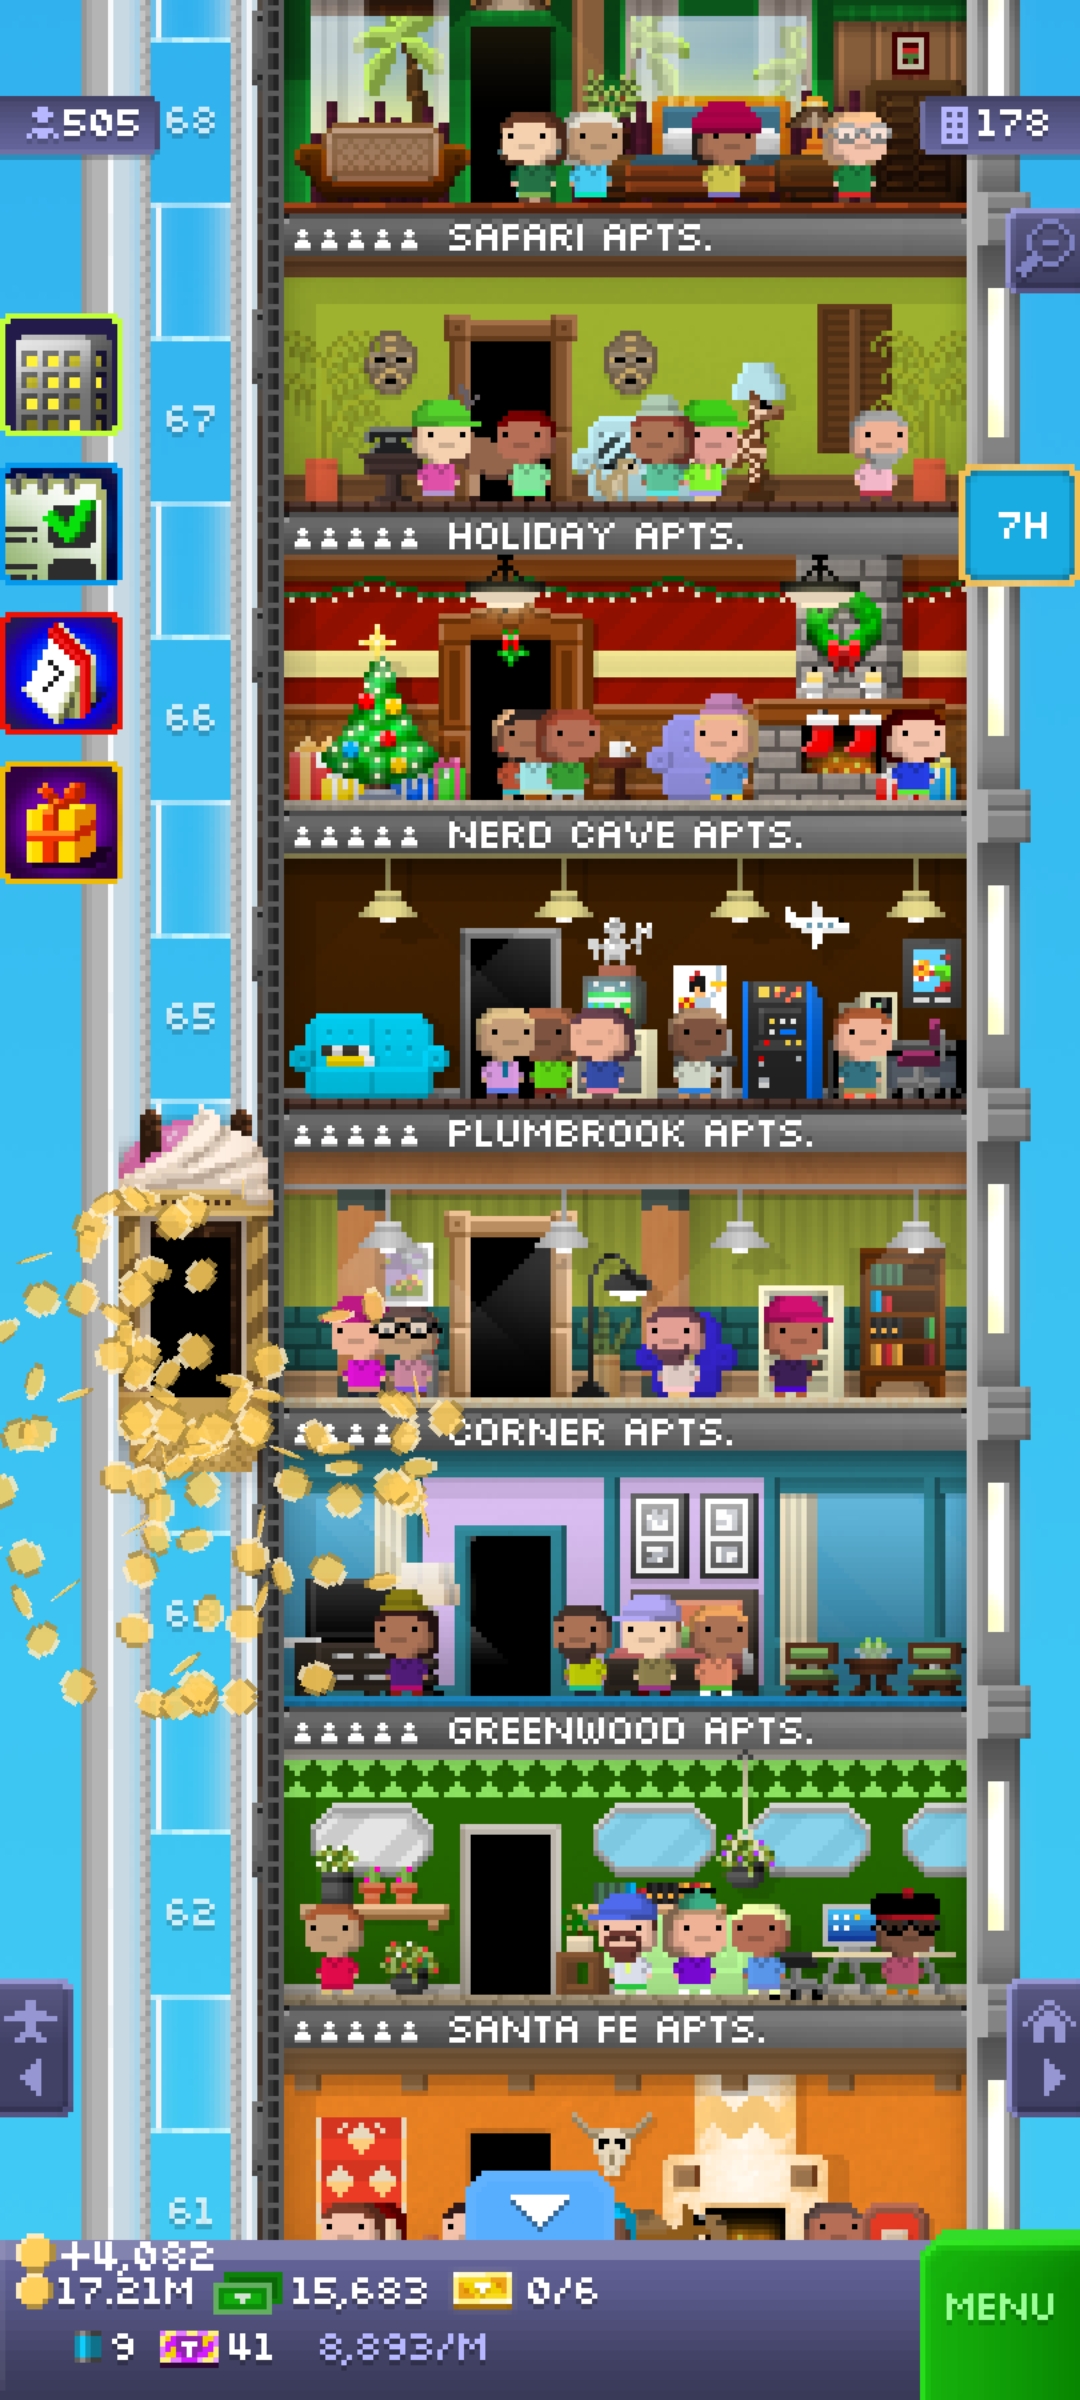 505
68
178
SAFARI APTS.
67
HOLIDAY APTS.
7H
66
NERD CAVE APTS.
65
PLUMBROOK APTS.
CORNER APTS.
GREENWOOD APTS.
62
SANTA FE APTS.
61
+4,082
17.21M 15,683 0/6
MENU
9 T 41 8,893/M